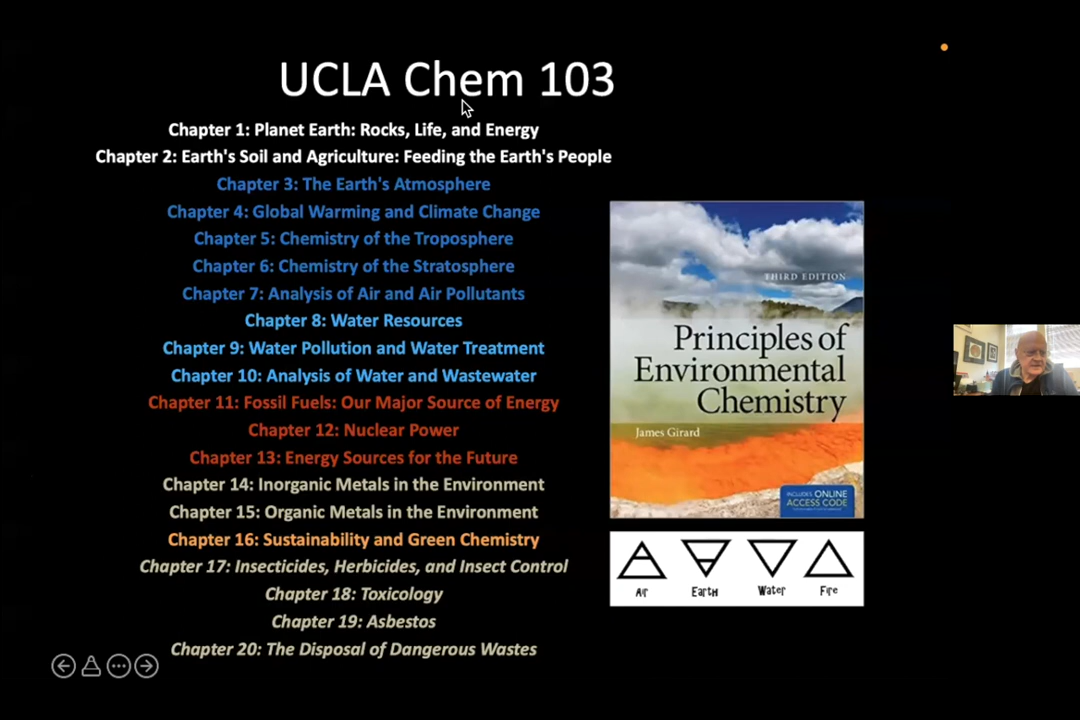 UCLA Chem 103
Chapter 1: Planet Earth: Rocks, Life, and Energy
Chapter 2: Earth's Soil and Agriculture: Feeding the Earth's People
Chapter 3: The Earth's Atmosphere
Chapter 4: Global Warming and Climate Change
Chapter 5: Chemistry of the Troposphere
Chapter 6: Chemistry of the Stratosphere
Chapter 7: Analysis of Air and Air Pollutants
Chapter 8: Water Resources
Chapter 9: Water Pollution and Water Treatment
Chapter 10: Analysis of Water and Wastewater
Chapter 11: Fossil Fuels: Our Major Source of Energy
Chapter 12: Nuclear Power
Chapter 13: Energy Sources for the Future
Chapter 14: Inorganic Metals in the Environment
Chapter 15: Organic Metals in the Environment
Chapter 16: Sustainability and Green Chemistry
Chapter 17: Insecticides, Herbicides, and Insect Control
Chapter 18: Toxicology
Chapter 19: Asbestos
Chapter 20: The Disposal of Dangerous Wastes
THIRD EDITION
Principles of
Environmental
Chemistry
James Girard
INCLUDES ONLINE
ACCESS CODE
Air Earth Water Fire